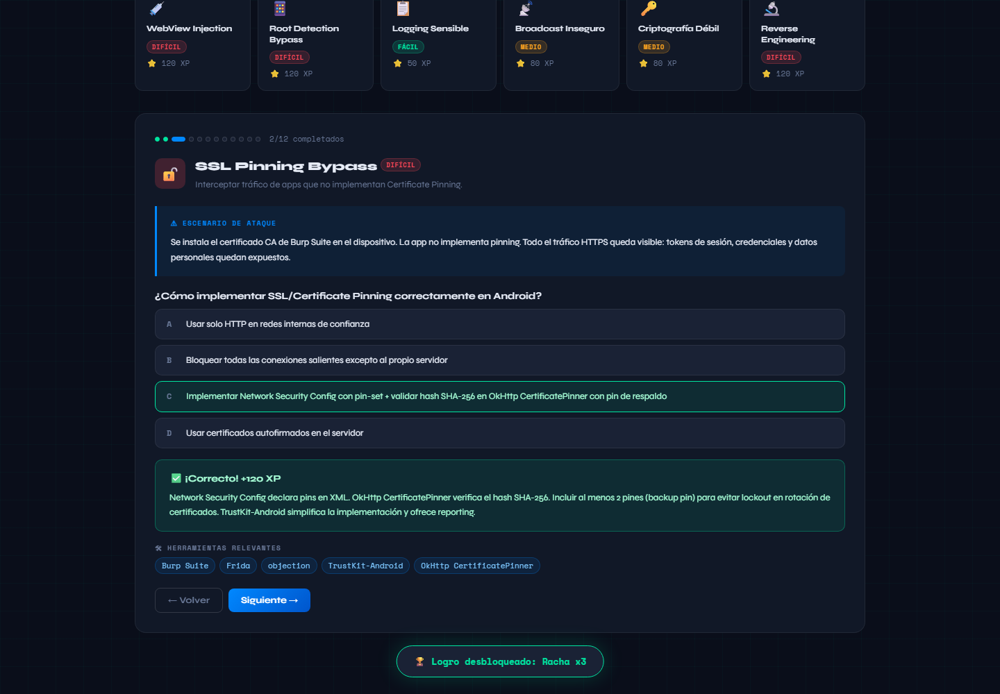 WebView Injection
DIFÍCIL
120 XP
Root Detection
Bypass
DIFÍCIL
120 XP
Logging Sensible
FÁCIL
50 XP
Broadcast Inseguro
MEDIO
80 XP
Criptografía Débil
MEDIO
80 XP
Reverse
Engineering
DIFÍCIL
120 XP
2/12 completados
SSL Pinning Bypass DIFÍCIL
Interceptar tráfico de apps que no implementan Certificate Pinning.
⚠ ESCENARIO DE ATAQUE
Se instala el certificado CA de Burp Suite en el dispositivo. La app no implementa pinning. Todo el tráfico HTTPS queda visible: tokens de sesión, credenciales y datos
personales quedan expuestos.
¿Cómo implementar SSL/Certificate Pinning correctamente en Android?
A Usar solo HTTP en redes internas de confianza
B Bloquear todas las conexiones salientes excepto al propio servidor
C Implementar Network Security Config con pin-set + validar hash SHA-256 en OkHttp CertificatePinner con pin de respaldo
D Usar certificados autofirmados en el servidor
✅ ¡Correcto! +120 XP
Network Security Config declara pins en XML. OkHttp CertificatePinner verifica el hash SHA-256. Incluir al menos 2 pines (backup pin) para evitar lockout en rotación de
certificados. TrustKit-Android simplifica la implementación y ofrece reporting.
🛠 HERRAMIENTAS RELEVANTES
Burp Suite Frida objection TrustKit-Android OkHttp CertificatePinner
← Volver Siguiente →
🏆 Logro desbloqueado: Racha x3